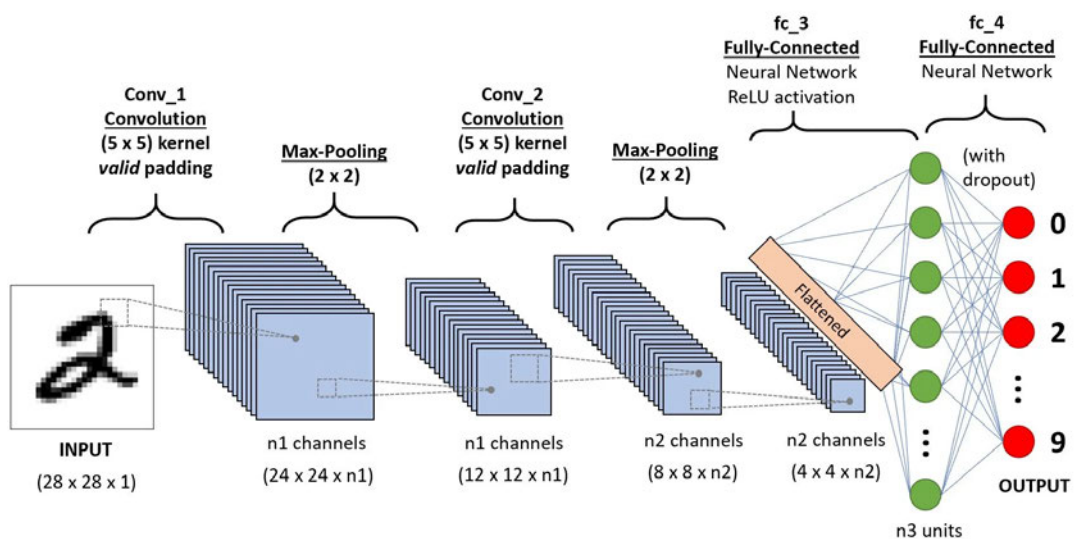 Conv_1
Convolution
(5 x 5) kernel
valid padding
Max-Pooling
(2 x 2)
Conv_2
Convolution
(5 x 5) kernel
valid padding
Max-Pooling
(2 x 2)
fc_3
Fully-Connected
Neural Network
ReLU activation
fc_4
Fully-Connected
Neural Network
(with
dropout)
Flattened
0
1
2
9
OUTPUT
2
INPUT
(28 x 28 x 1)
n1 channels
(24 x 24 x n1)
n1 channels
(12 x 12 x n1)
n2 channels
(8 x 8 x n2)
n2 channels
(4 x 4 x n2)
n3 units